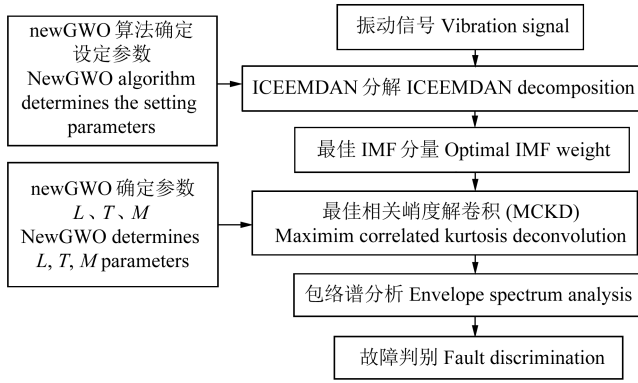 振动信号 Vibration signal
newGWO 算法确定
设定参数
NewGWO algorithm
determines the setting
parameters
ICEEMDAN 分解 ICEEMDAN decomposition
最佳 IMF 分量 Optimal IMF weight
newGWO 确定参数
L、T、M
NewGWO determines
L, T, M parameters
最佳相关峭度解卷积 (MCKD)
Maximim correlated kurtosis deconvolution
包络谱分析 Envelope spectrum analysis
故障判别 Fault discrimination